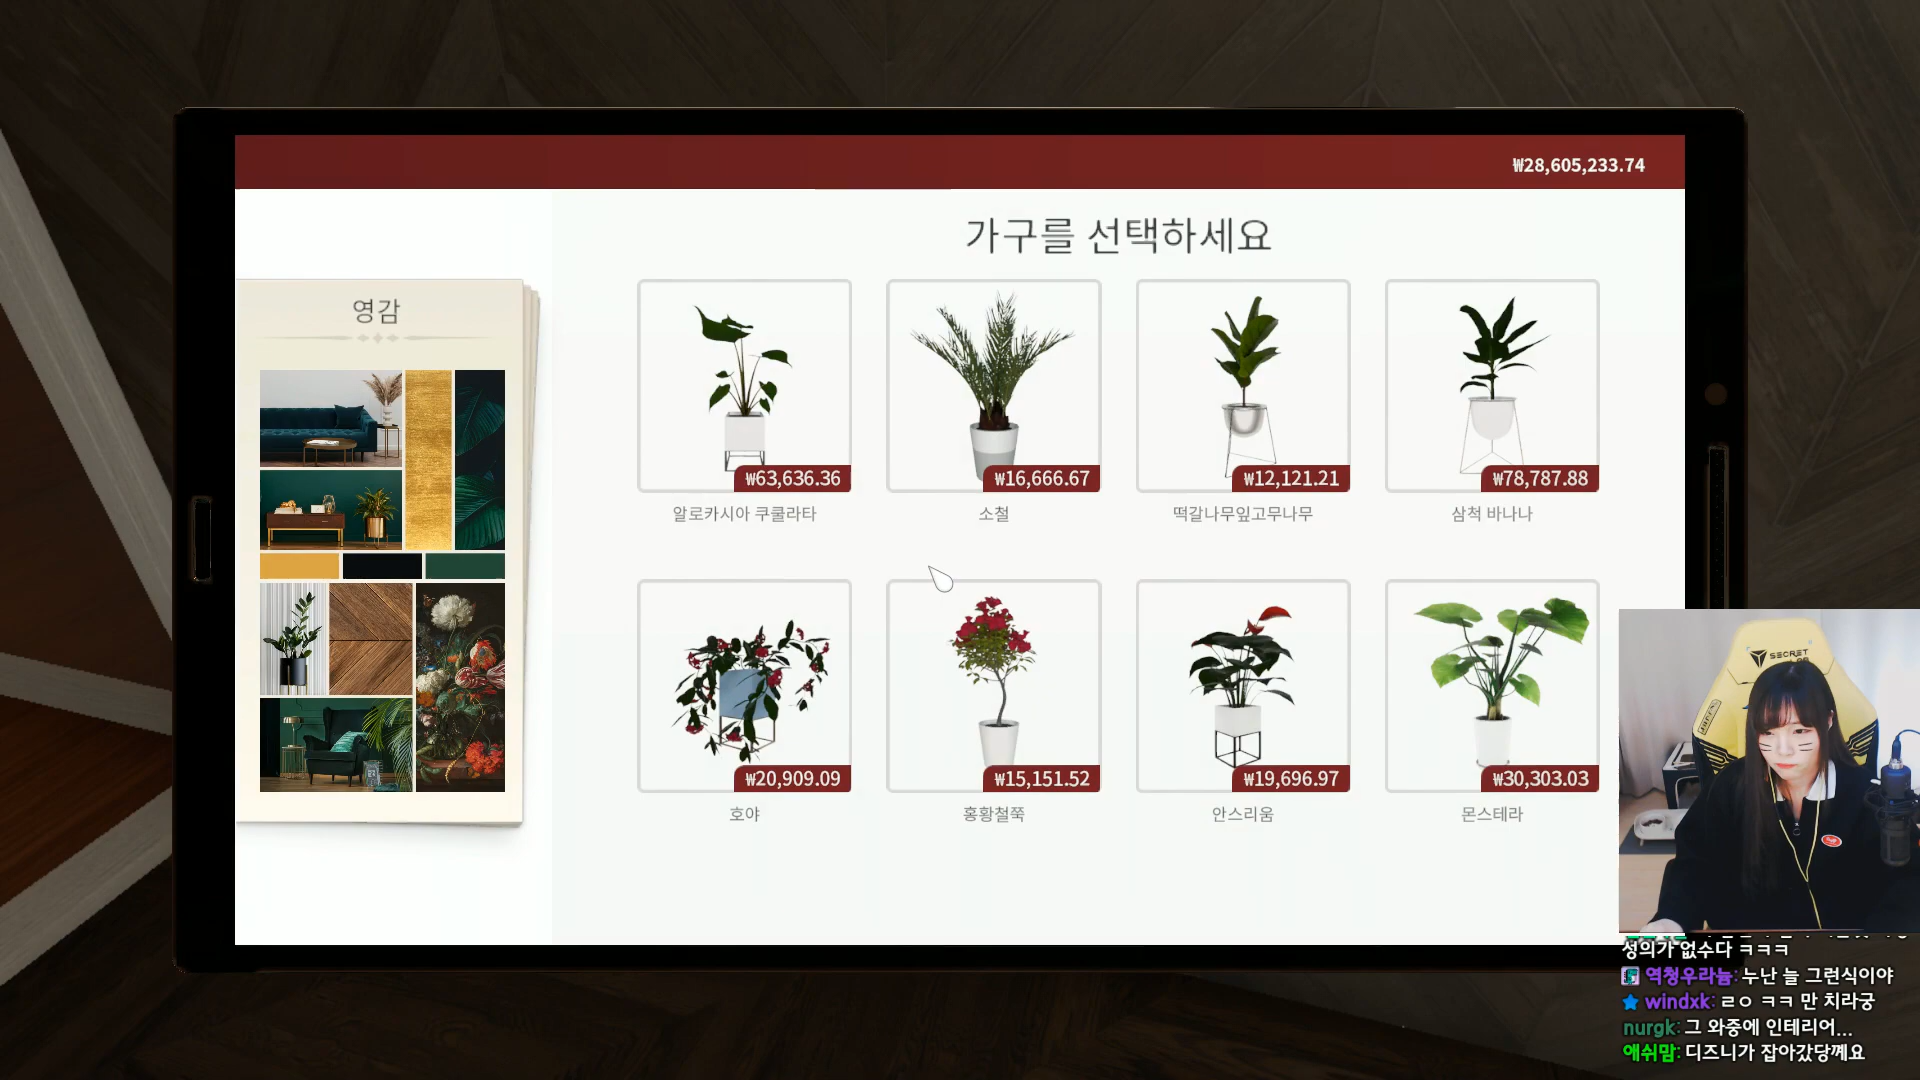 ₩28,605,233.74
가구를 선택하세요
영감
₩63,636.36
₩16,666.67
₩12,121.21
₩78,787.88
알로카시아 쿠쿨라타
소철
떡갈나무잎고무나무
삼척 바나나
₩20,909.09
₩15,151.52
₩19,696.97
₩30,303.03
호야
홍황철쭉
안스리움
몬스테라
SECRET
성의가 없수다 ㅋㅋㅋ
역청우라늄: 누난 늘 그런식이야
windxk: ㄹㅇ ㅋㅋ 만 치라궁
nurgk: 그 와중에 인테리어...
애쉬맘: 디즈니가 잡아갔당꼐요